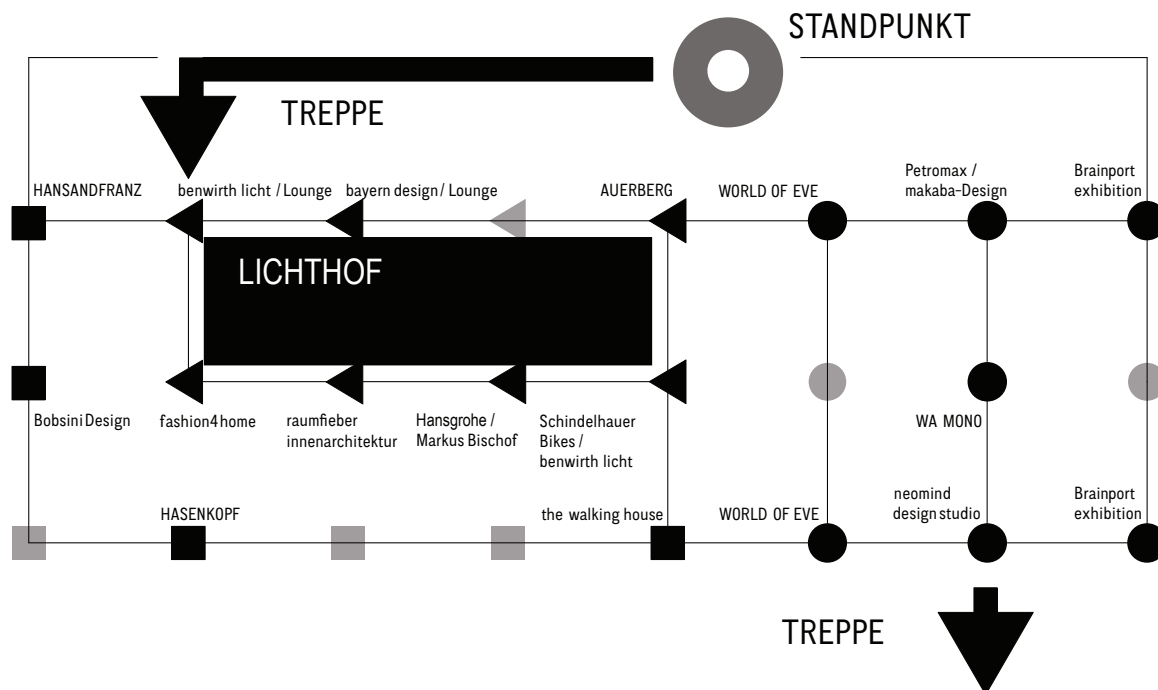 STANDPUNKT
TREPPE
HANSANDFRANZ
benwirth licht / Lounge
bayern design / Lounge
AUERBERG
WORLD OF EVE
Petromax /
makaba-Design
Brainport
exhibition
LICHTHOF
Bobsini Design
fashion4home
raumfieber
innenarchitektur
Hansgrohe /
Markus Bischof
Schindelhauer
Bikes /
benwirth licht
WA MONO
HASENKOPF
the walking house
WORLD OF EVE
neomind
design studio
Brainport
exhibition
TREPPE